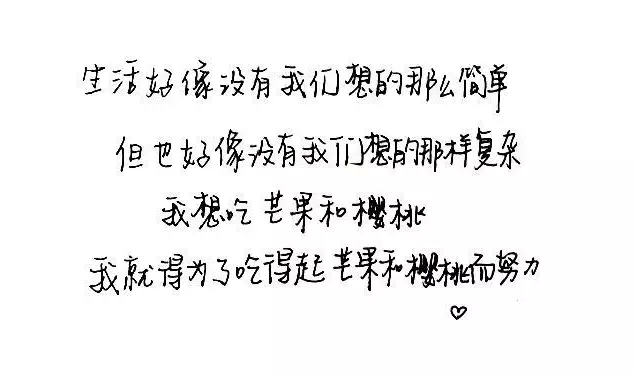 生活好像没有我们想的那么简单
但也好像没有我们想的那样复杂
我想吃芒果和樱桃
我就得为了吃得起芒果和樱桃而努力